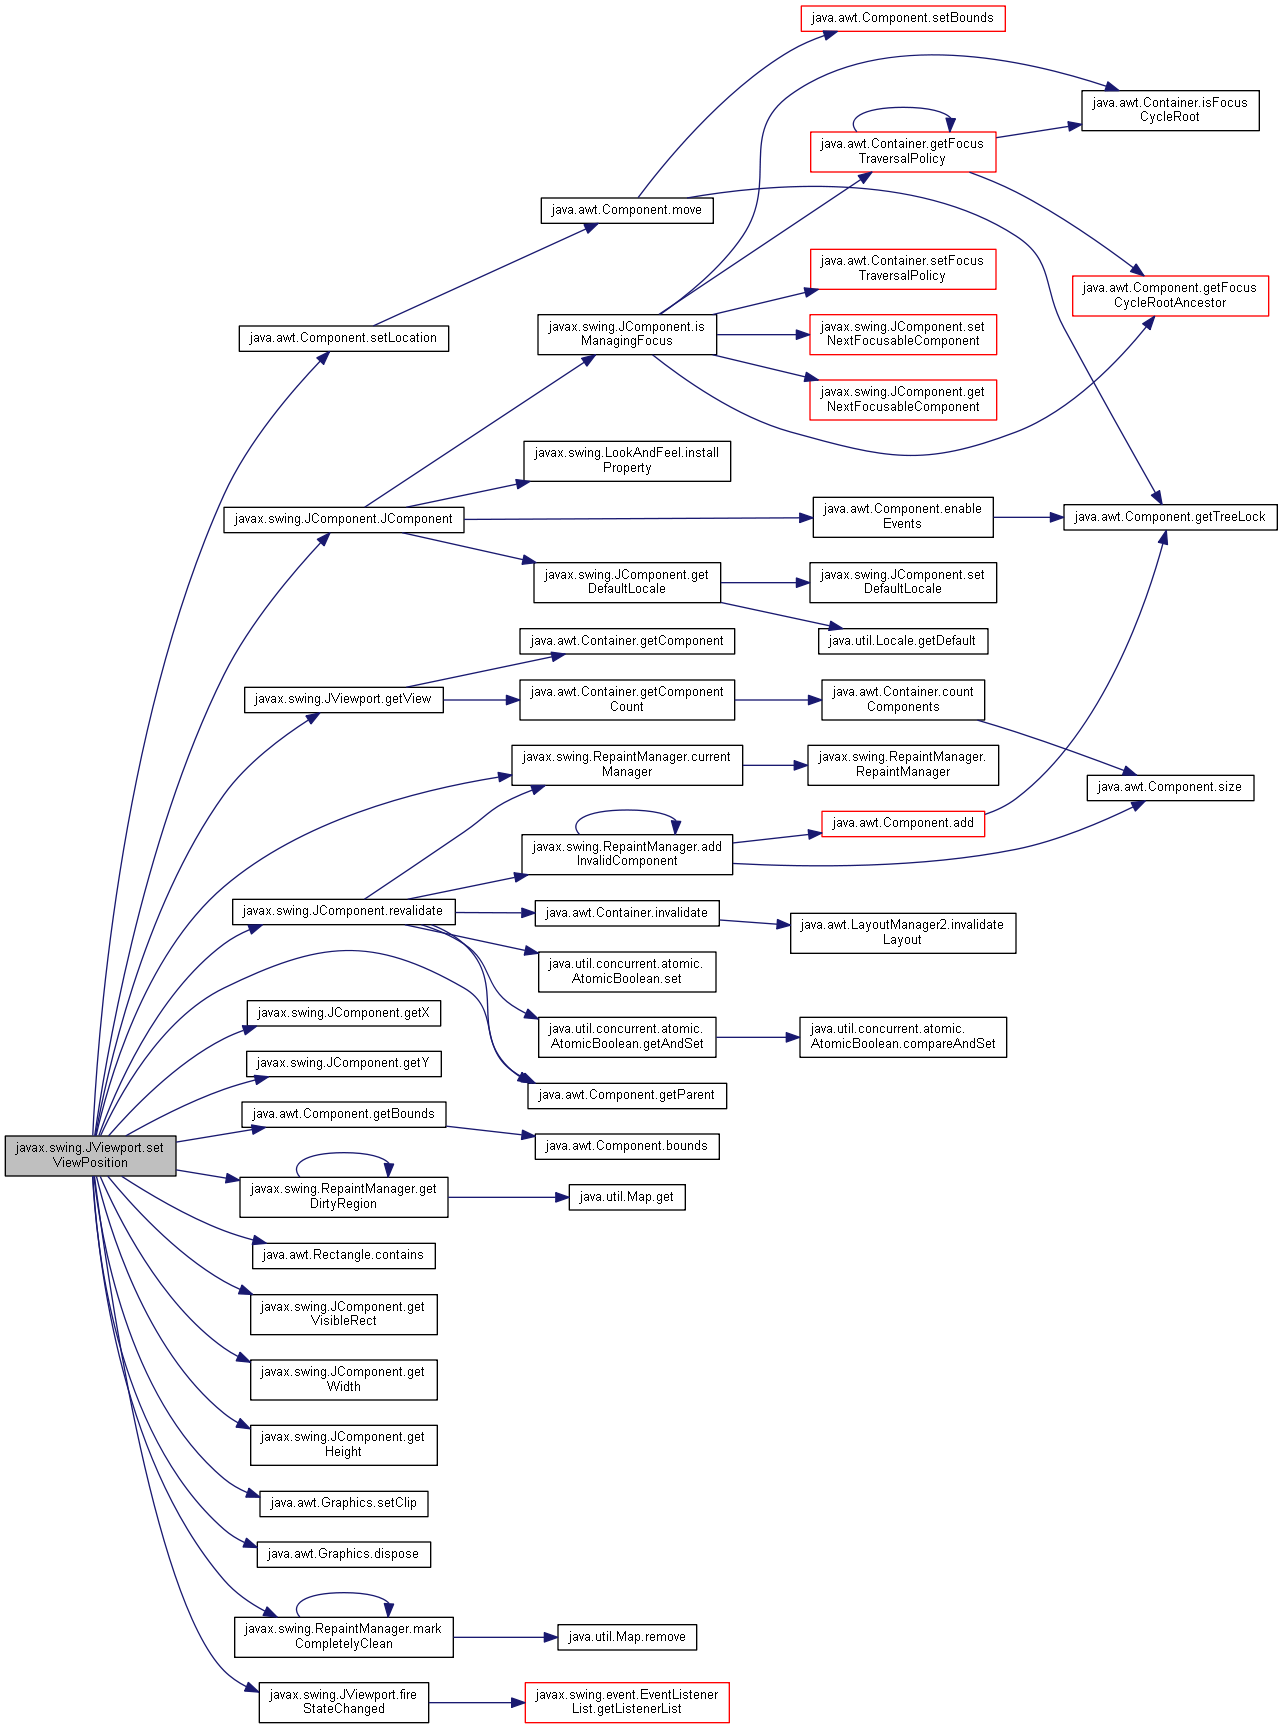 java.awt.Component.setBounds
java.awt.Container.isFocus
CycleRoot
java.awt.Container.getFocus
TraversalPolicy
java.awt.Component.move
java.awt.Container.setFocus
TraversalPolicy
java.awt.Component.getFocus
CycleRootAncestor
java.awt.Component.setLocation
javax.swing.JComponent.is
ManagingFocus
javax.swing.JComponent.set
NextFocusableComponent
javax.swing.JComponent.get
NextFocusableComponent
javax.swing.LookAndFeel.install
Property
javax.swing.JComponent.JComponent
java.awt.Component.enable
Events
java.awt.Component.getTreeLock
javax.swing.JComponent.get
DefaultLocale
javax.swing.JComponent.set
DefaultLocale
java.awt.Container.getComponent
java.util.Locale.getDefault
javax.swing.JViewport.getView
java.awt.Container.getComponent
Count
java.awt.Container.count
Components
javax.swing.RepaintManager.current
Manager
javax.swing.RepaintManager.
RepaintManager
java.awt.Component.size
java.awt.Component.add
javax.swing.RepaintManager.add
InvalidComponent
javax.swing.JComponent.revalidate
java.awt.Container.invalidate
java.awt.LayoutManager2.invalidate
Layout
java.util.concurrent.atomic.
AtomicBoolean.set
javax.swing.JComponent.getX
java.util.concurrent.atomic.
AtomicBoolean.getAndSet
java.util.concurrent.atomic.
AtomicBoolean.compareAndSet
javax.swing.JComponent.getY
java.awt.Component.getParent
java.awt.Component.getBounds
java.awt.Component.bounds
javax.swing.JViewport.set
ViewPosition
javax.swing.RepaintManager.get
DirtyRegion
java.util.Map.get
java.awt.Rectangle.contains
javax.swing.JComponent.get
VisibleRect
javax.swing.JComponent.get
Width
javax.swing.JComponent.get
Height
java.awt.Graphics.setClip
java.awt.Graphics.dispose
javax.swing.RepaintManager.mark
CompletelyClean
java.util.Map.remove
javax.swing.JViewport.fire
StateChanged
javax.swing.event.EventListener
List.getListenerList